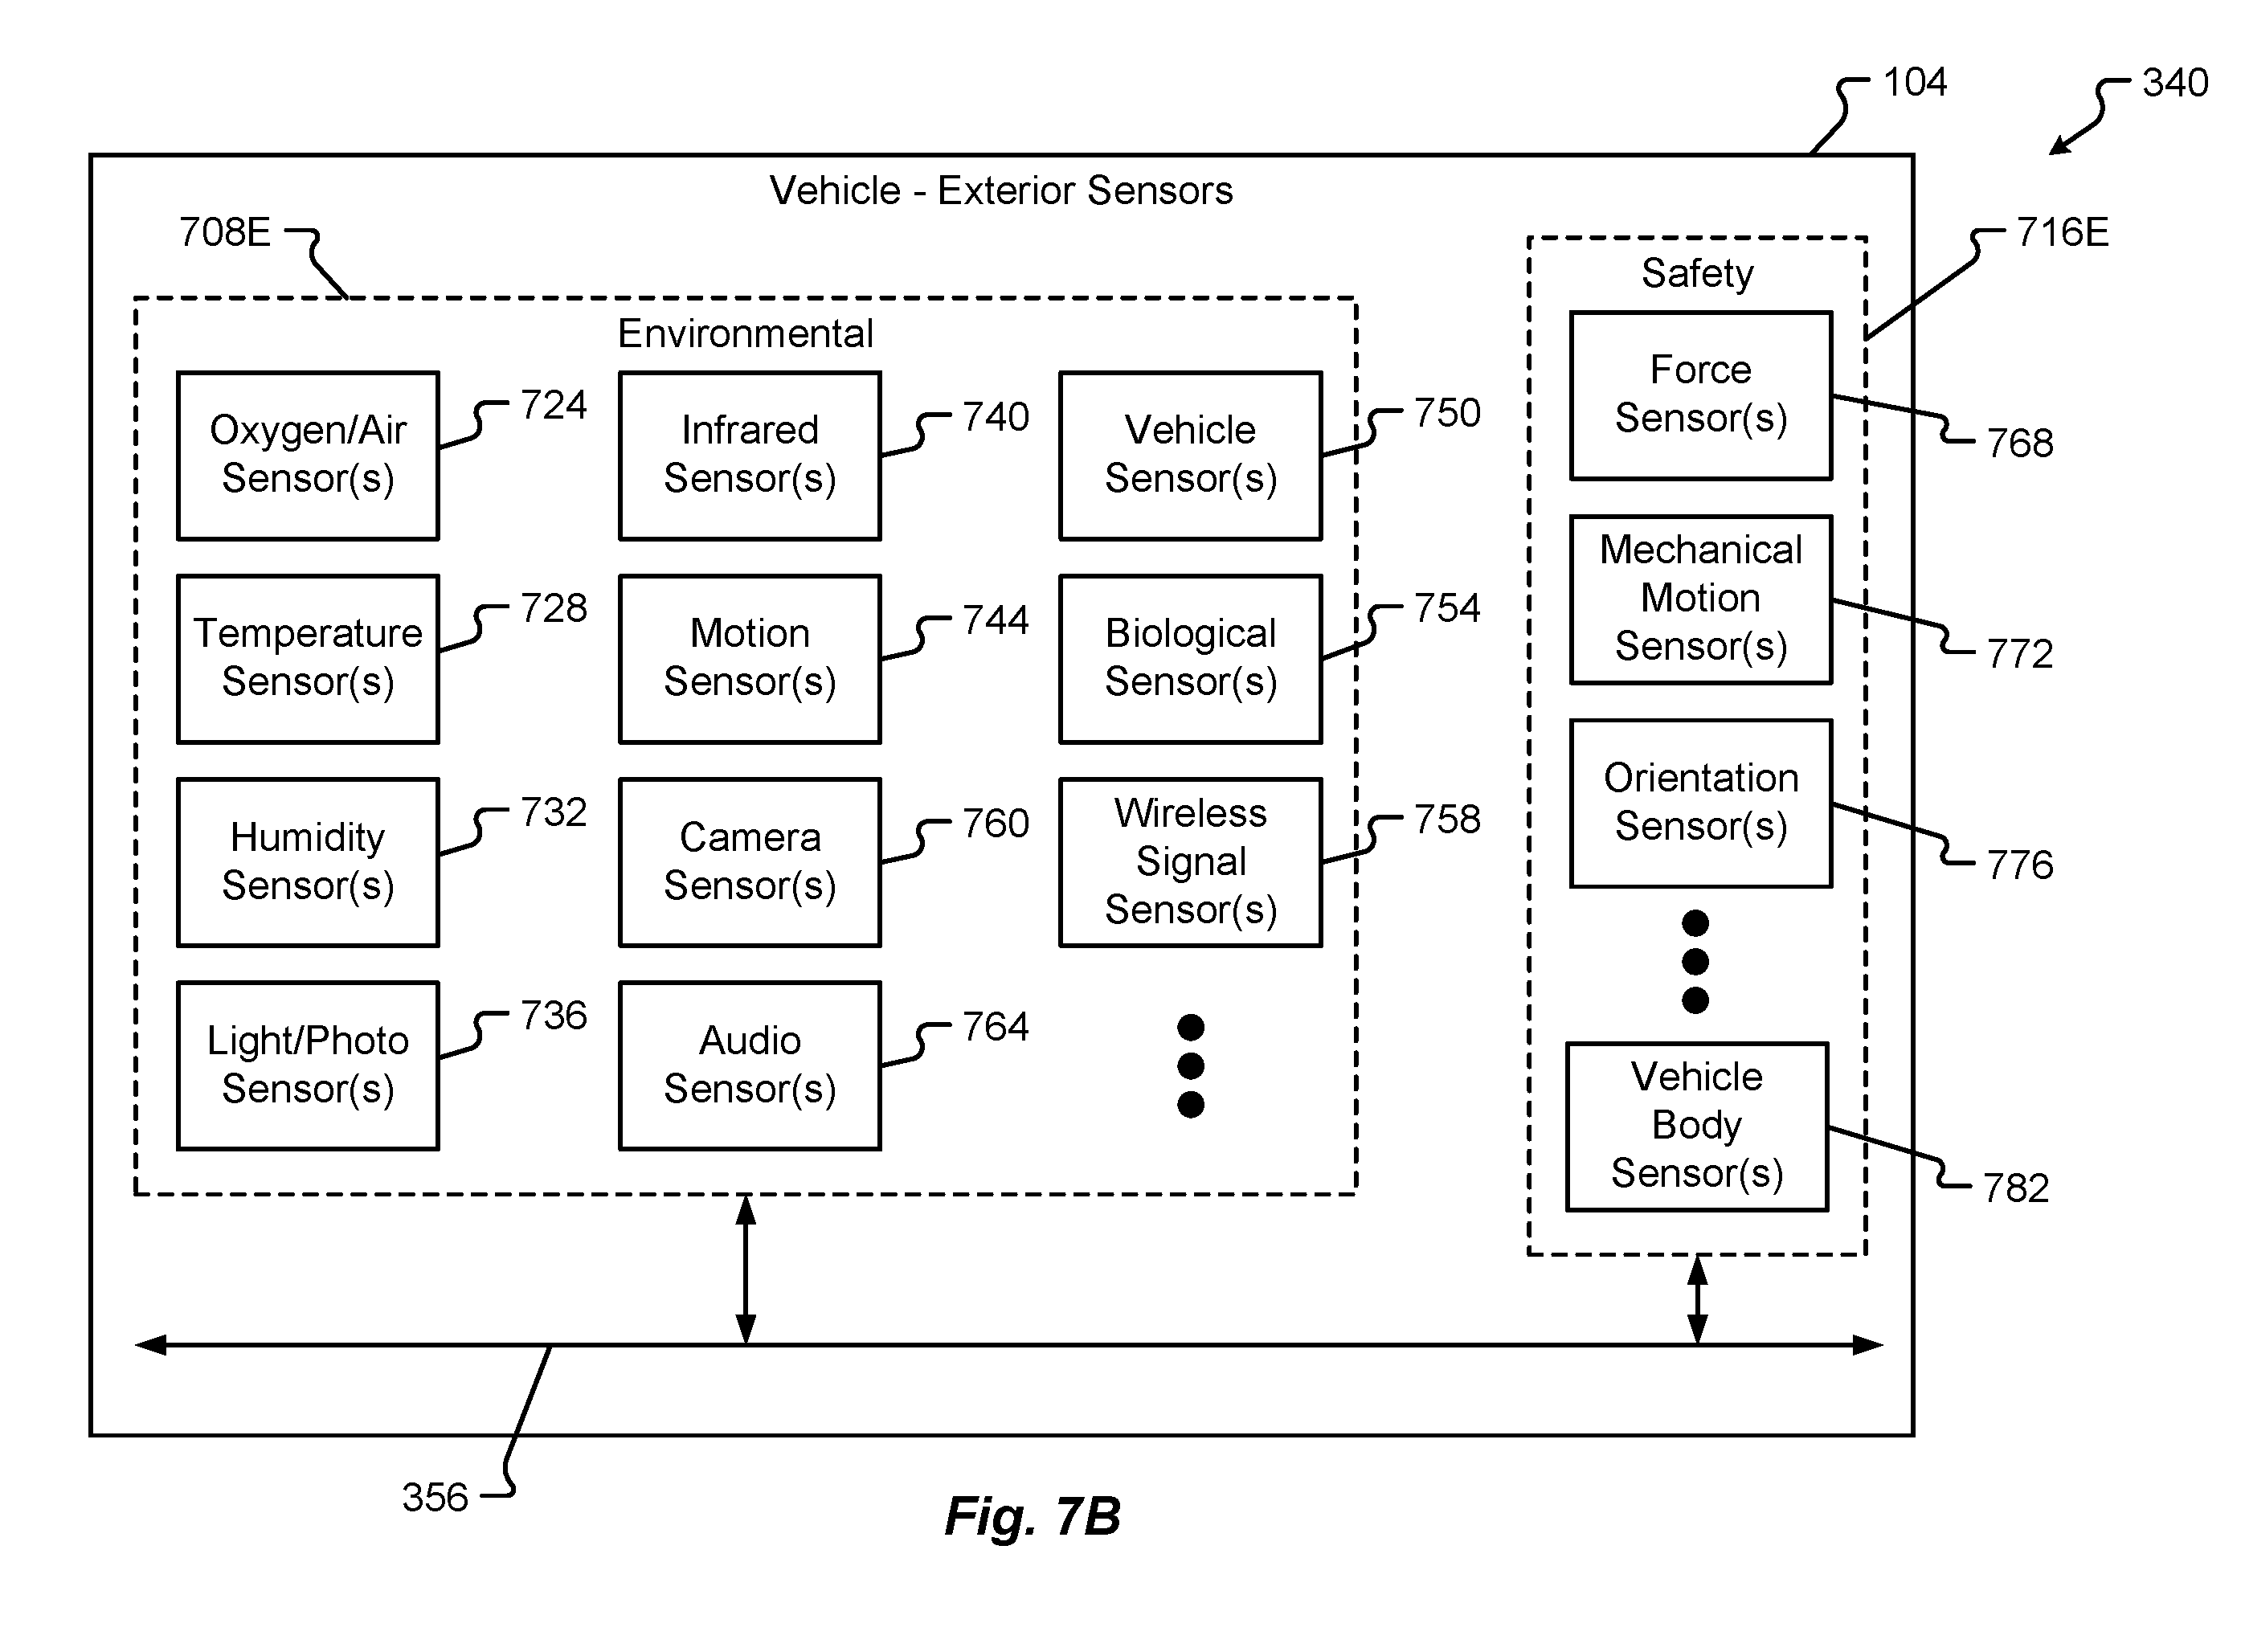 104
340
Vehicle - Exterior Sensors
708E
716E
Environmental
Safety
Oxygen/Air
Sensor(s)
724
Infrared
Sensor(s)
740
Vehicle
Sensor(s)
750
Force
Sensor(s)
768
Temperature
Sensor(s)
728
Motion
Sensor(s)
744
Biological
Sensor(s)
754
Mechanical
Motion
Sensor(s)
772
Humidity
Sensor(s)
732
Camera
Sensor(s)
760
Wireless
Signal
Sensor(s)
758
Orientation
Sensor(s)
776
Light/Photo
Sensor(s)
736
Audio
Sensor(s)
764
Vehicle
Body
Sensor(s)
782
356
Fig. 7B